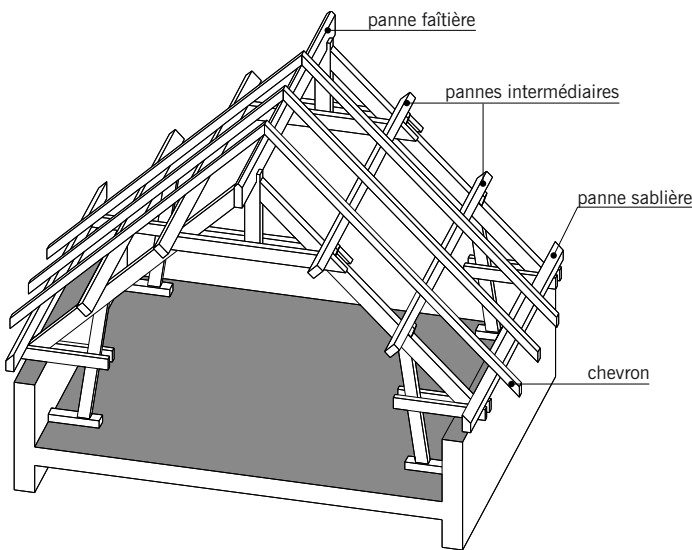 panne faîtière
pannes intermédiaires
panne sablière
chevron